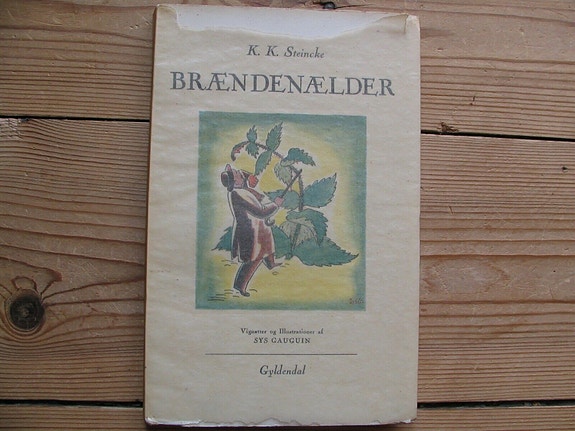 K. K. Steincke
BRÆNDENÆLDER
Vignetter og Illustrationer af
SYS GAUGUIN
Gyldendal